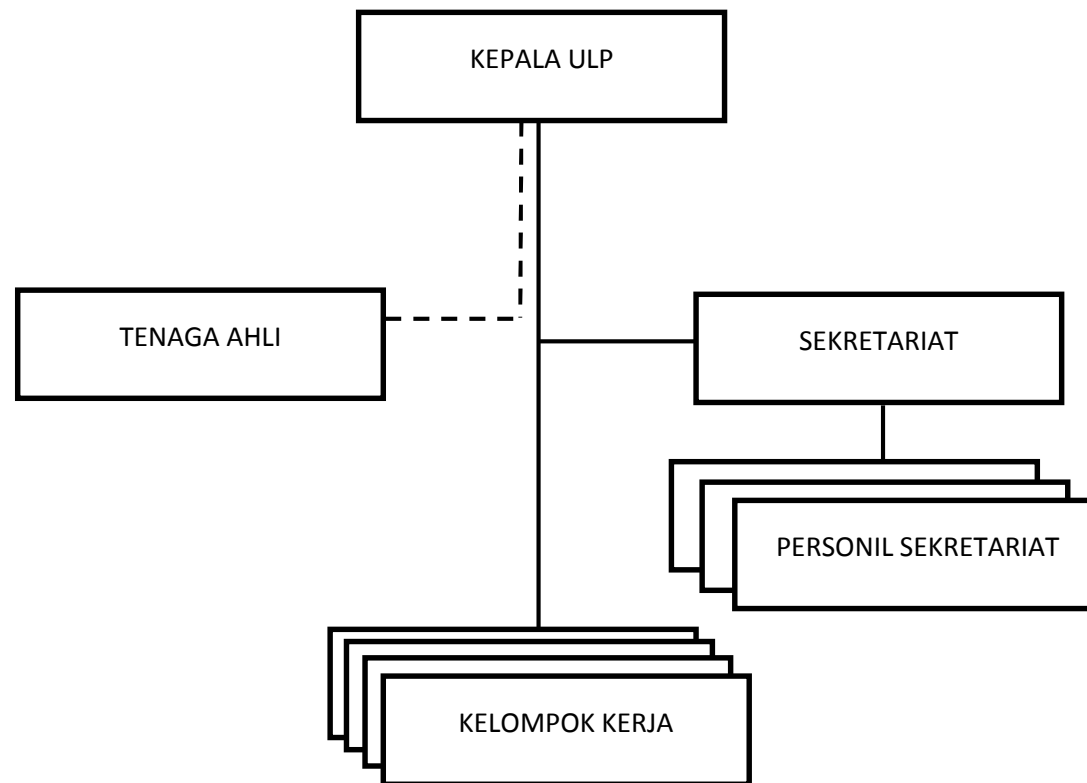 KEPALA ULP
TENAGA AHLI
SEKRETARIAT
PERSONIL SEKRETARIAT
KELOMPOK KERJA